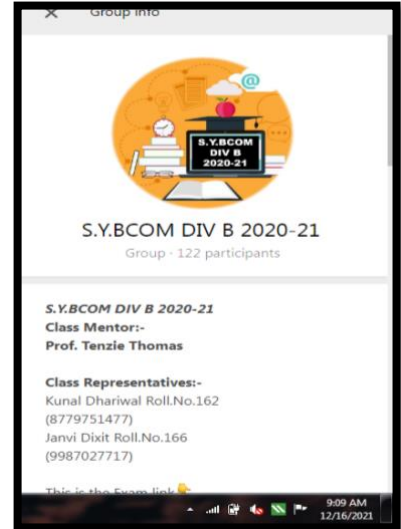 Group info
S.Y.BCOM
DIV B
2020-21
S.Y.BCOM DIV B 2020-21
Group · 122 participants
S.Y.BCOM DIV B 2020-21
Class Mentor:-
Prof. Tenzie Thomas
Class Representatives:-
Kunal Dhariwal Roll.No.162
(8779751477)
Janvi Dixit Roll.No.166
(9987027717)
This is the Exam link👇
9:09 AM
12/16/2021